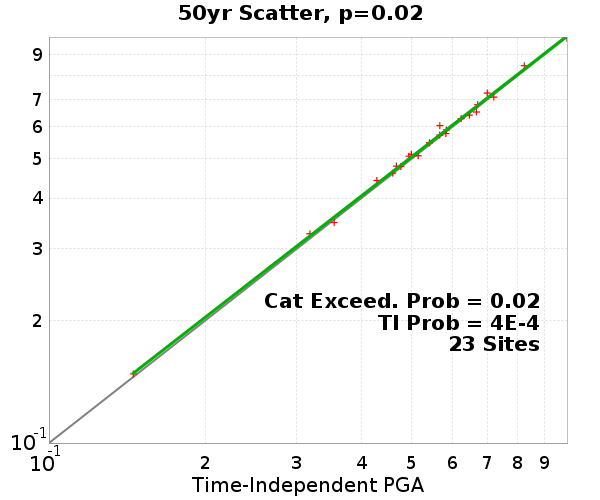 50yr Scatter, p=0.02
9
7
6
5
4
3
2
10-1
Cat Exceed. Prob = 0.02
TI Prob = 4E-4
23 Sites
10-1 2 3 4 5 6 7 8 9
Time-Independent PGA